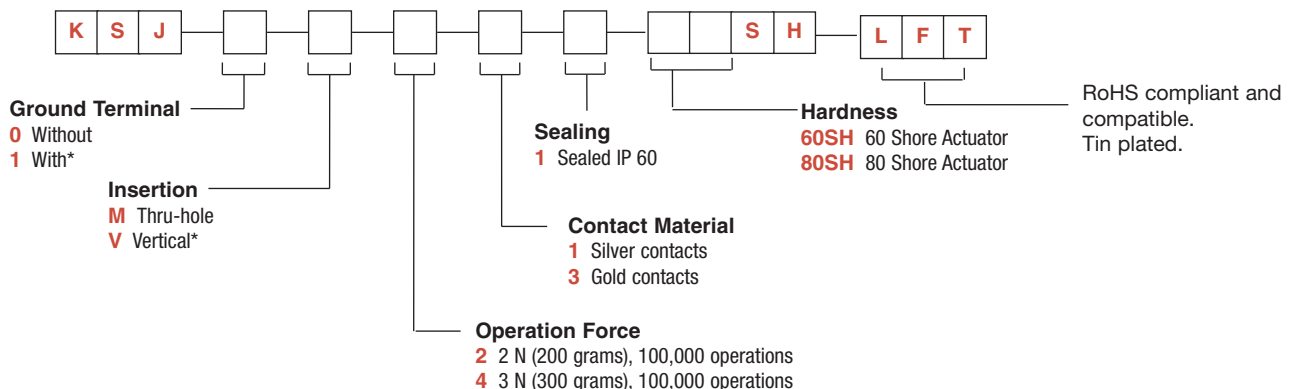 K S J S H L F T
Ground Terminal
0 Without
1 With*
Insertion
M Thru-hole
V Vertical*
Operation Force
2 2 N (200 grams), 100,000 operations
4 3 N (300 grams), 100,000 operations
Contact Material
1 Silver contacts
3 Gold contacts
Sealing
1 Sealed IP 60
Hardness
60SH 60 Shore Actuator
80SH 80 Shore Actuator
RoHS compliant and
compatible.
Tin plated.